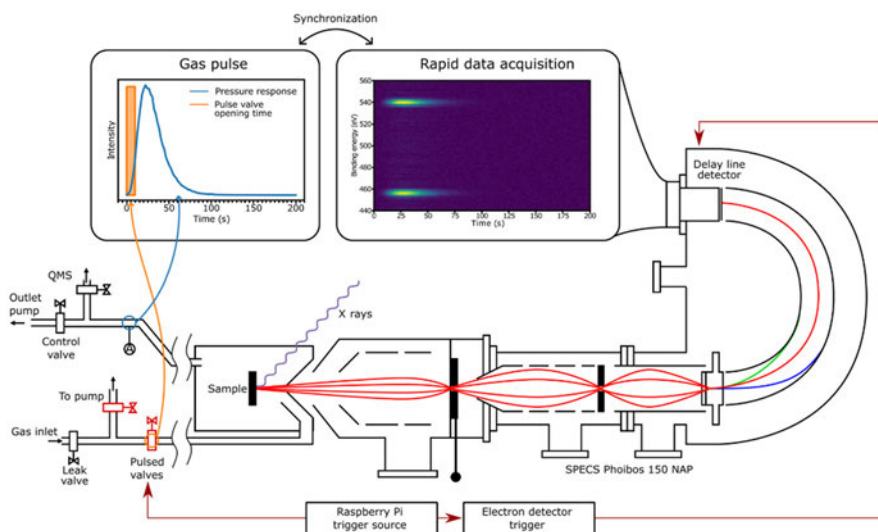 Synchronization
Gas pulse
Pressure response
Pulse valve
opening time
Intensity
0 50 100 150 200
Time (s)
Rapid data acquisition
560
540
520
500
480
460
440
Binding energy (eV)
0 25 50 75 100 125 150 175 200
Time (s)
Delay line
detector
QMS
Outlet
pump
Control
valve
X rays
Sample
To pump
Gas inlet
Leak
valve
Pulsed
valves
SPECS Phoibos 150 NAP
Raspberry Pi
trigger source
Electron detector
trigger